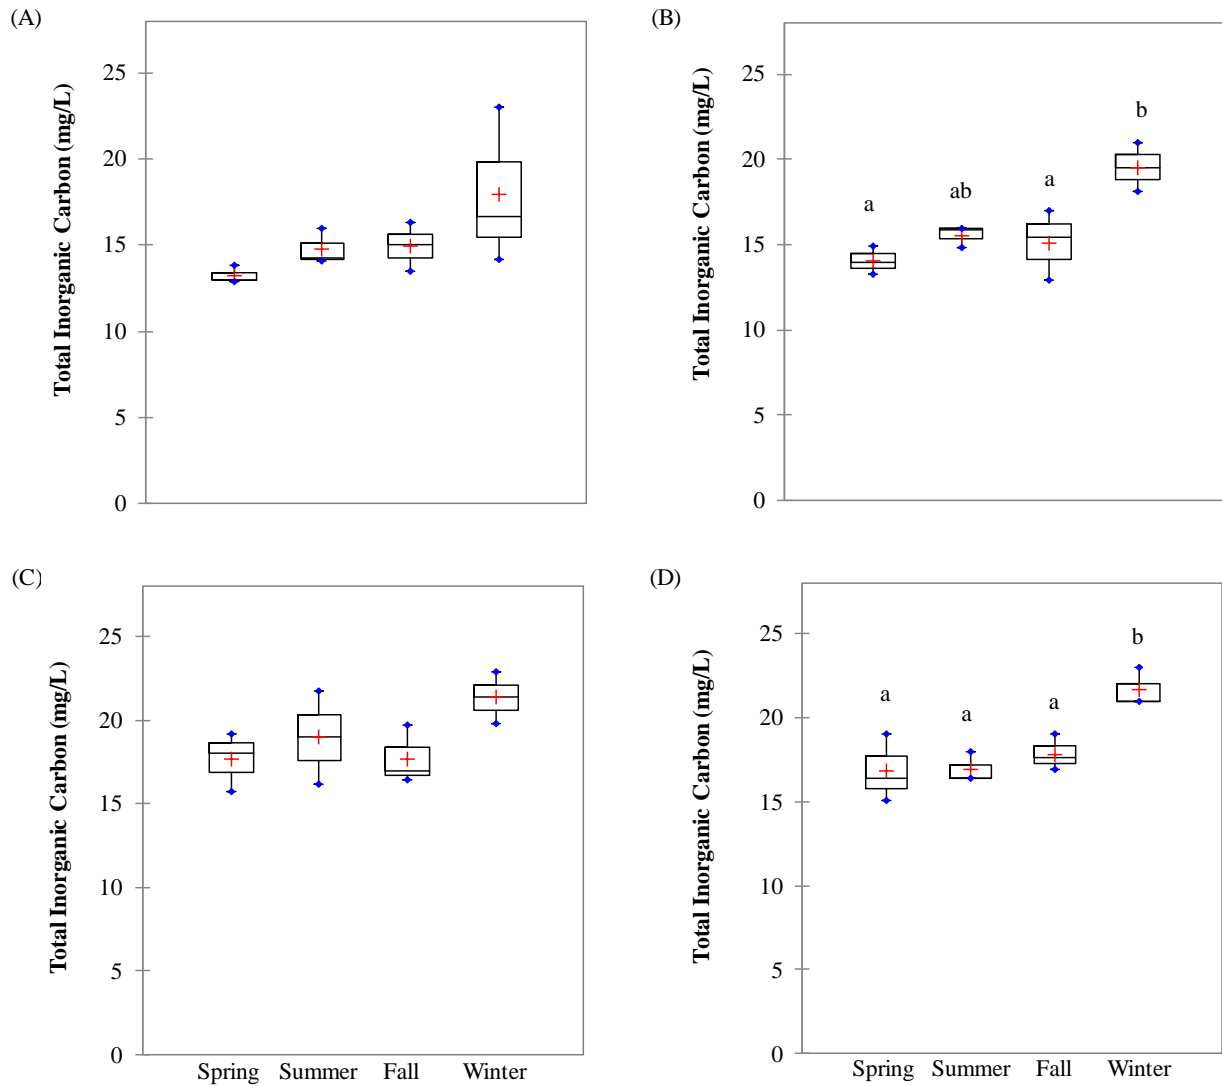 (A)
Total Inorganic Carbon (mg/L)
25
20
15
10
5
0
(B)
Total Inorganic Carbon (mg/L)
25
20
15
10
5
0
a
ab
a
b
(C)
Total Inorganic Carbon (mg/L)
25
20
15
10
5
0
Spring Summer Fall Winter
(D)
Total Inorganic Carbon (mg/L)
25
20
15
10
5
0
a
a
a
b
Spring Summer Fall Winter